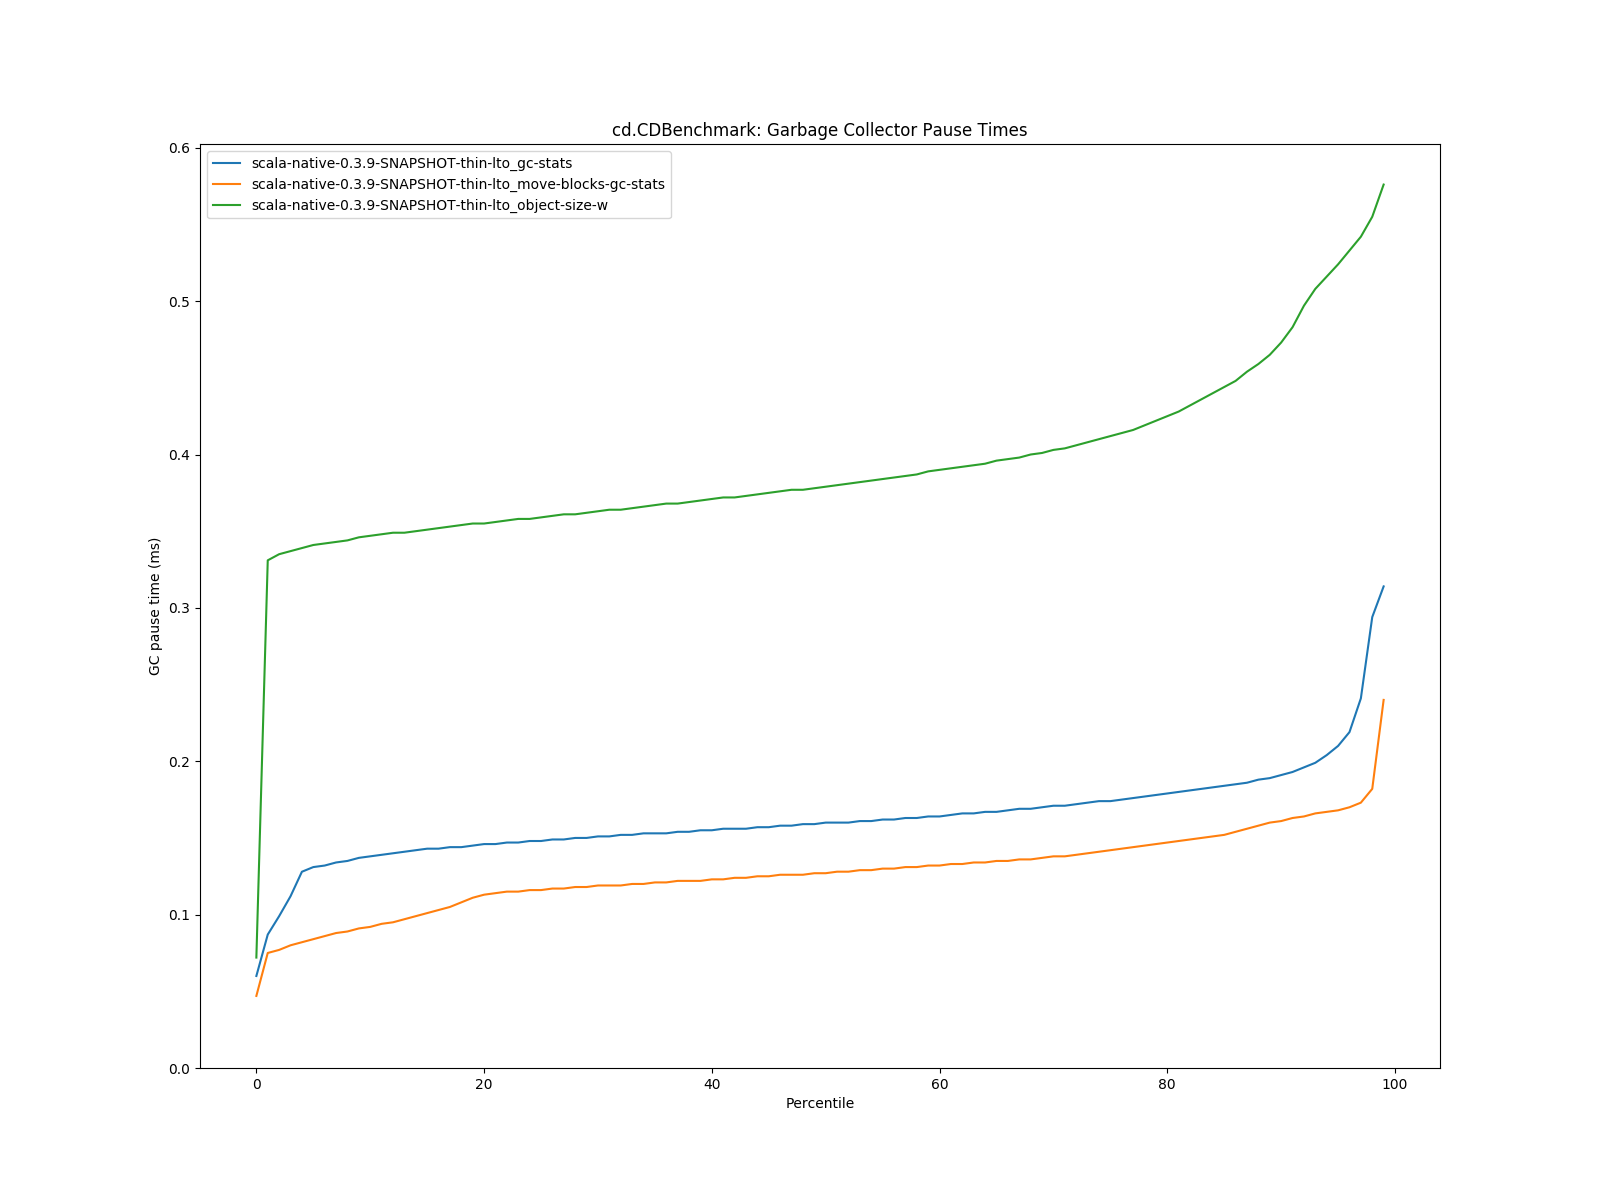 cd.CDBenchmark: Garbage Collector Pause Times
scala-native-0.3.9-SNAPSHOT-thin-lto_gc-stats
scala-native-0.3.9-SNAPSHOT-thin-lto_move-blocks-gc-stats
scala-native-0.3.9-SNAPSHOT-thin-lto_object-size-w
GC pause time (ms)
0.6
0.5
0.4
0.3
0.2
0.1
0.0
0 20 40 60 80 100
Percentile